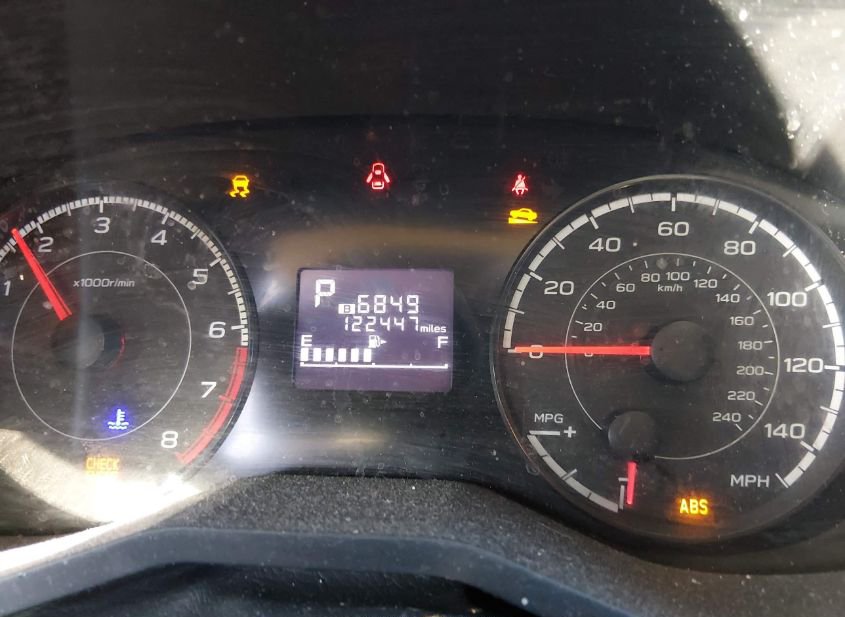 1 2 3 4 5 6 7 8
x1000r/min
CHECK
P
B 6849
122447 miles
E F
0 20 40 60 80 100 120 140
MPH
0 20 40 60 80 100 120 140 160 180 200 220 240
km/h
MPG
- +
ABS